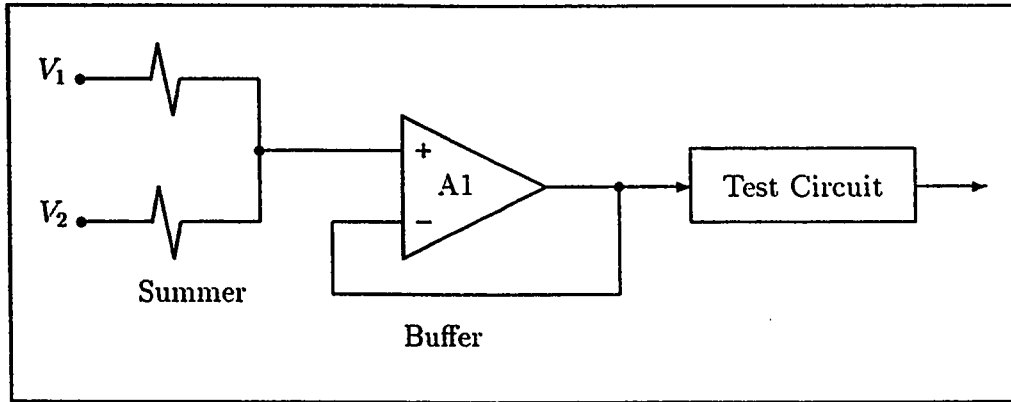 V1
+
A1
Test Circuit
V2
−
Summer
Buffer